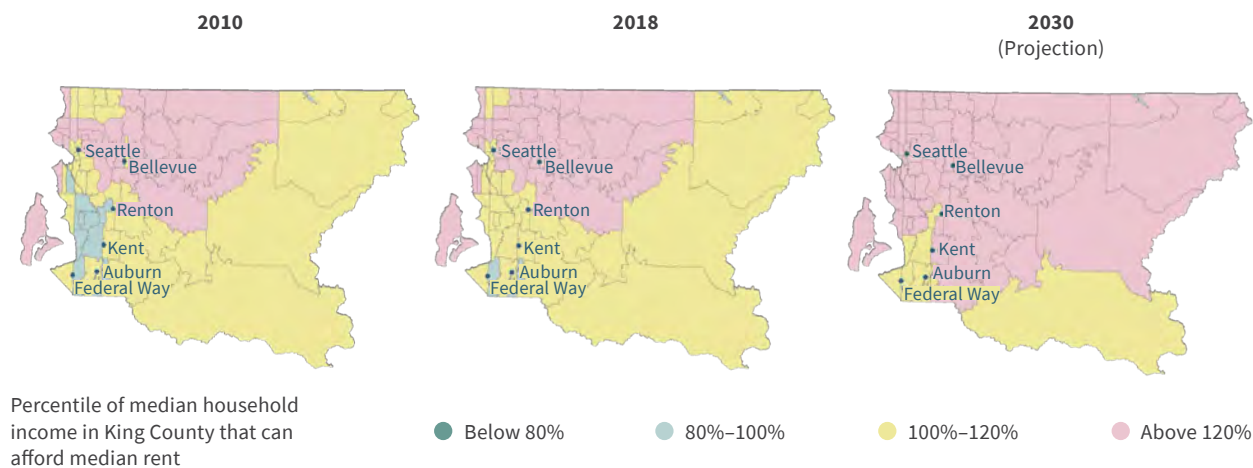 2010
2018
2030
(Projection)
Seattle
Bellevue
Renton
Kent
Auburn
Federal Way
Seattle
Bellevue
Renton
Kent
Auburn
Federal Way
Seattle
Bellevue
Renton
Kent
Auburn
Federal Way
Percentile of median household
income in King County that can
afford median rent
Below 80%
80%–100%
100%–120%
Above 120%